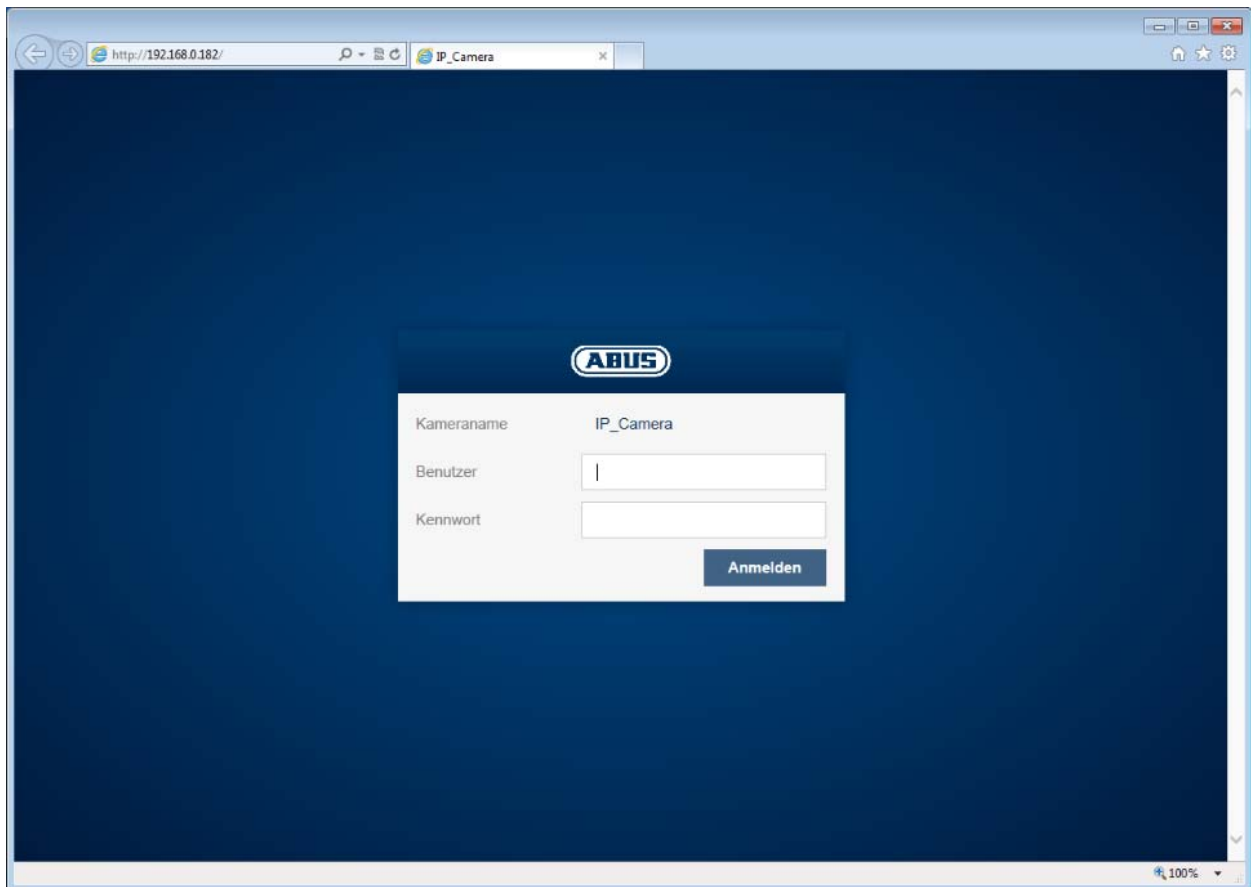 http://192.168.0.182/
IP_Camera
ABUS
Kameraname IP_Camera
Benutzer
Kennwort
Anmelden
100%